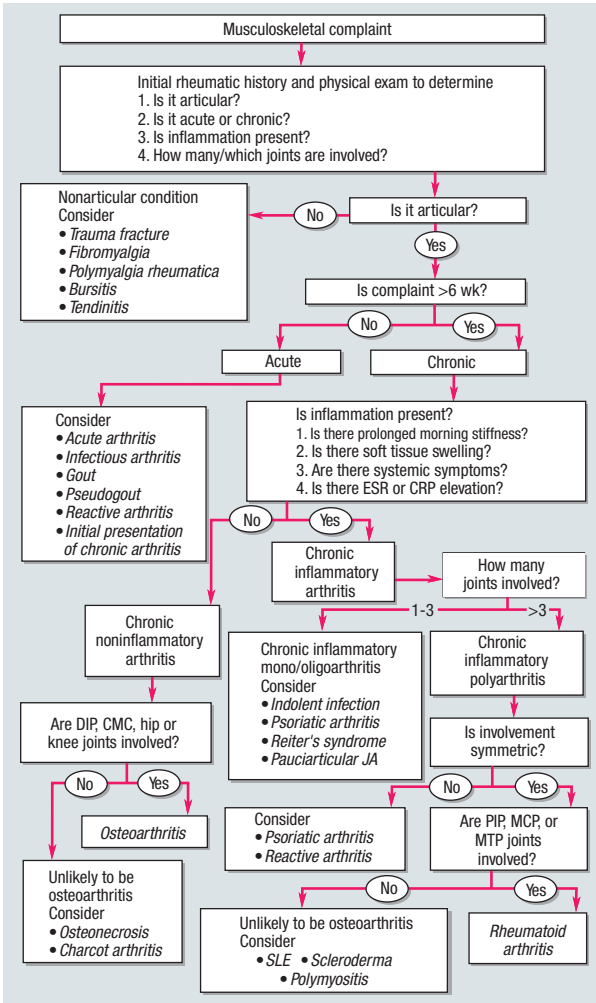 Musculoskeletal complaint
Initial rheumatic history and physical exam to determine
1. Is it articular?
2. Is it acute or chronic?
3. Is inflammation present?
4. How many/which joints are involved?
Nonarticular condition
Consider
• Trauma fracture
• Fibromyalgia
• Polymyalgia rheumatica
• Bursitis
• Tendinitis
No
Is it articular?
Yes
Is complaint >6 wk?
No
Yes
Acute
Chronic
Consider
• Acute arthritis
• Infectious arthritis
• Gout
• Pseudogout
• Reactive arthritis
• Initial presentation
of chronic arthritis
Is inflammation present?
1. Is there prolonged morning stiffness?
2. Is there soft tissue swelling?
3. Are there systemic symptoms?
4. Is there ESR or CRP elevation?
No
Yes
Chronic
inflammatory
arthritis
How many
joints involved?
1-3
>3
Chronic
noninflammatory
arthritis
Chronic inflammatory
mono/oligoarthritis
Consider
• Indolent infection
• Psoriatic arthritis
• Reiter's syndrome
• Pauciarticular JA
Chronic
inflammatory
polyarthritis
Are DIP, CMC, hip or
knee joints involved?
Is involvement
symmetric?
No
Yes
No
Yes
Osteoarthritis
Consider
• Psoriatic arthritis
• Reactive arthritis
Are PIP, MCP, or
MTP joints
involved?
Unlikely to be
osteoarthritis
Consider
• Osteonecrosis
• Charcot arthritis
No
Yes
Unlikely to be osteoarthritis
Consider
• SLE • Scleroderma
• Polymyositis
Rheumatoid
arthritis